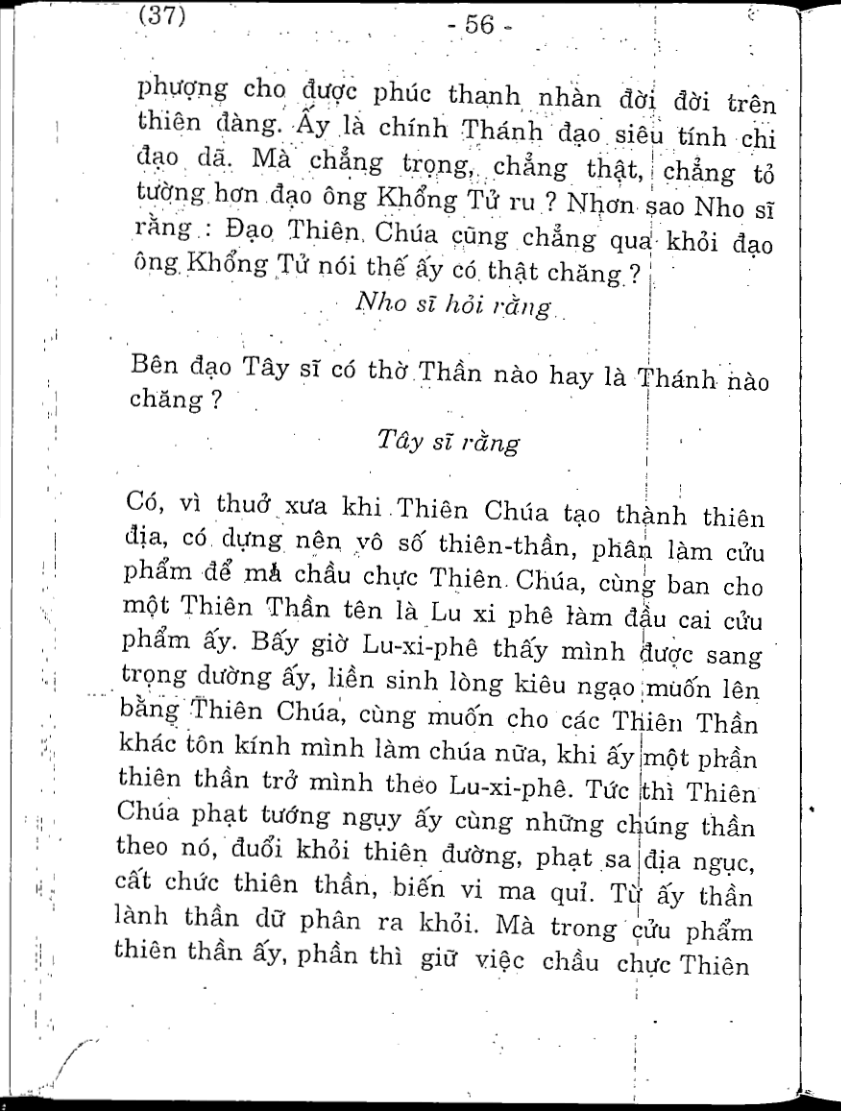 (37)
- 56 -
phượng cho được phúc thanh nhàn đời đời trên
thiên đàng. Ấy là chính Thánh đạo siêu tính chi
đạo dã. Mà chẳng trọng, chẳng thật, chẳng tỏ
tường hơn đạo ông Khổng Tử ru ? Nhơn sao Nho sĩ
rằng : Đạo Thiên Chúa cũng chẳng qua khỏi đạo
ông Khổng Tử nói thế ấy có thật chăng ?
Nho sĩ hỏi rằng
Bên đạo Tây sĩ có thờ Thần nào hay là Thánh nào
chăng ?
Tây sĩ rằng
Có, vì thuở xưa khi Thiên Chúa tạo thành thiên
địa, có dựng nên vô số thiên-thần, phân làm cửu
phẩm để mà chầu chực Thiên Chúa, cùng ban cho
một Thiên Thần tên là Lu xi phê làm đầu cai cửu
phẩm ấy. Bấy giờ Lu-xi-phê thấy mình được sang
trọng dường ấy, liền sinh lòng kiêu ngạo muốn lên
bằng Thiên Chúa, cùng muốn cho các Thiên Thần
khác tôn kính mình làm chúa nữa, khi ấy một phần
thiên thần trở mình theo Lu-xi-phê. Tức thì Thiên
Chúa phạt tướng ngụy ấy cùng những chúng thần
theo nó, đuổi khỏi thiên đường, phạt sa địa ngục,
cất chức thiên thần, biến vi ma quỉ. Từ ấy thần
lành thần dữ phân ra khỏi. Mà trong cửu phẩm
thiên thần ấy, phần thì giữ việc chầu chực Thiên